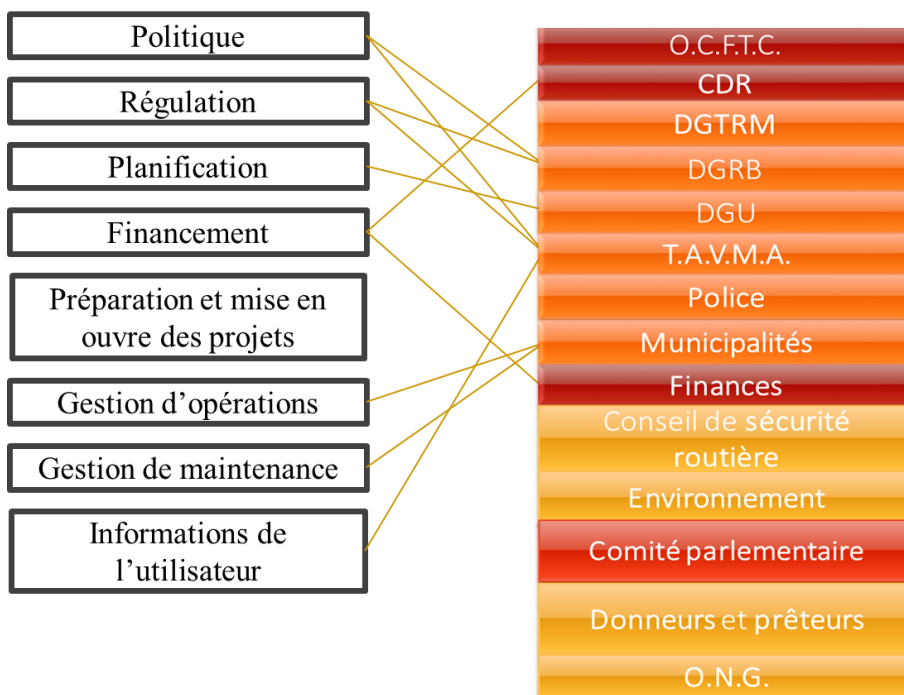 Politique
Régulation
Planification
Financement
Préparation et mise en
ouvre des projets
Gestion d’opérations
Gestion de maintenance
Informations de
l’utilisateur
O.C.F.T.C.
CDR
DGTRM
DGRB
DGU
T.A.V.M.A.
Police
Municipalités
Finances
Conseil de sécurité
routière
Environnement
Comité parlementaire
Donneurs et prêteurs
O.N.G.